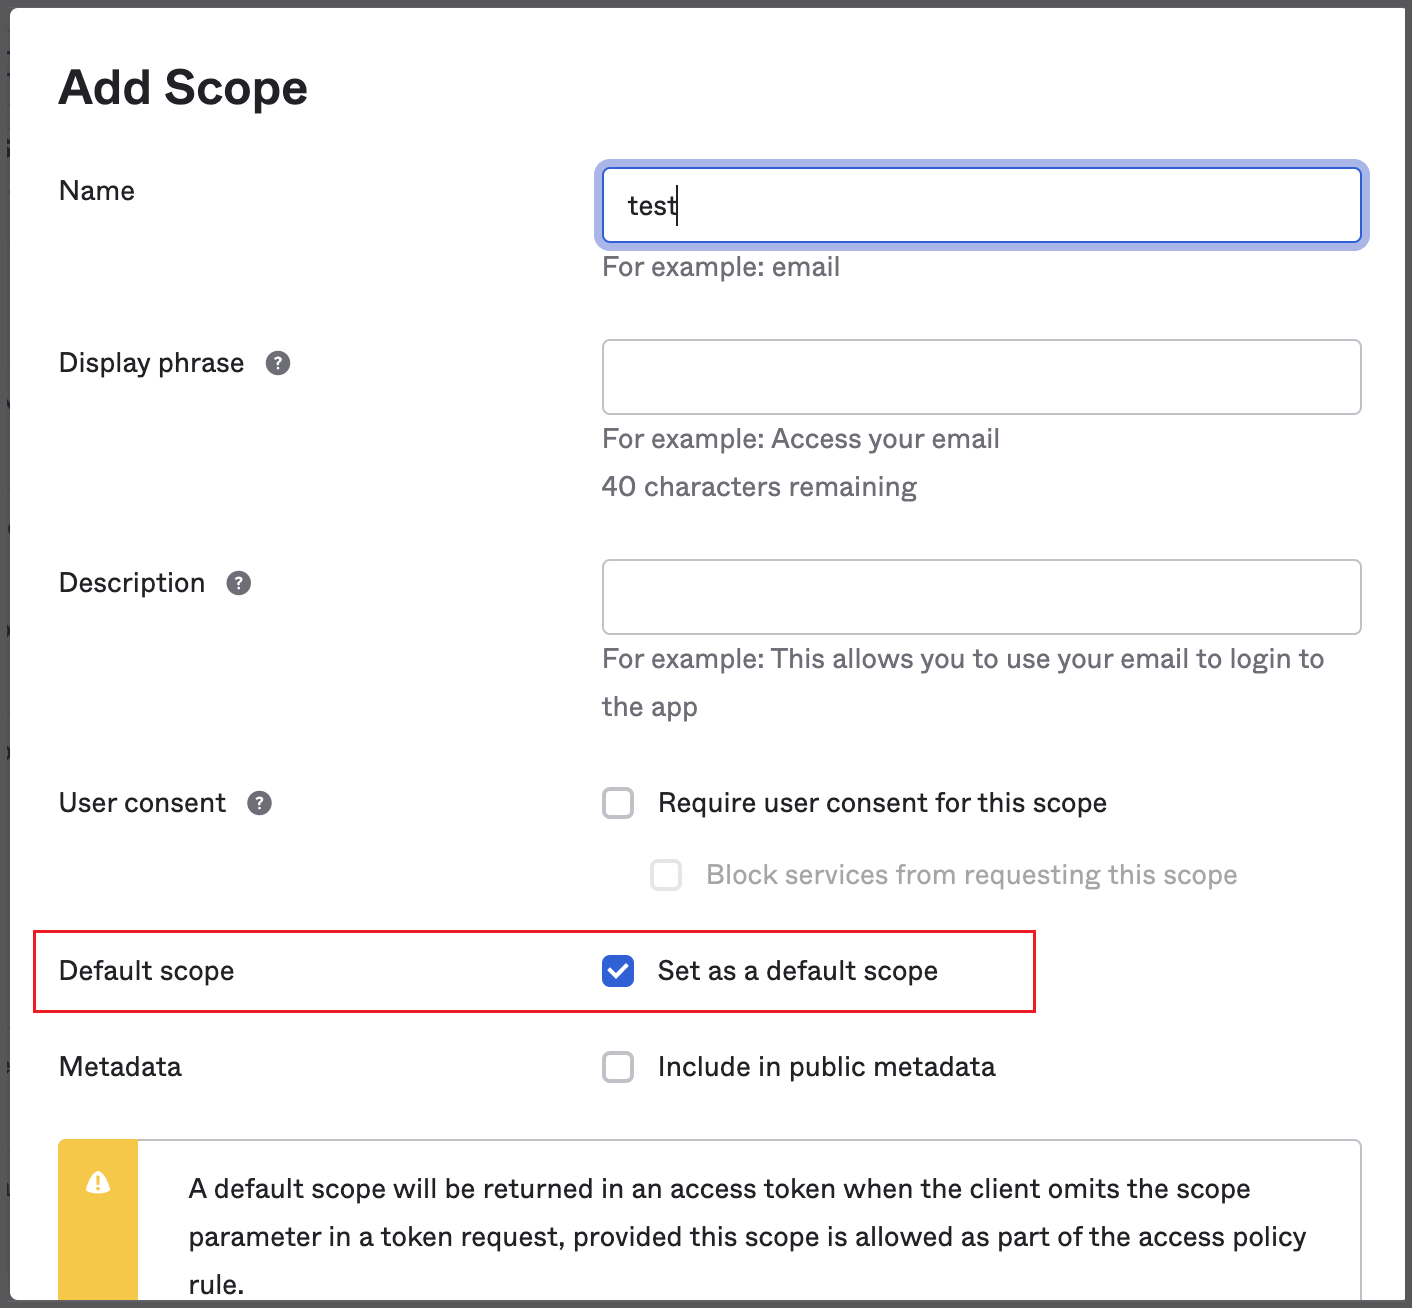 Add Scope
Name
test
For example: email
Display phrase ?
For example: Access your email
40 characters remaining
Description ?
For example: This allows you to use your email to login to
the app
User consent ?
Require user consent for this scope
Block services from requesting this scope
Default scope
Set as a default scope
Metadata
Include in public metadata
A default scope will be returned in an access token when the client omits the scope
parameter in a token request, provided this scope is allowed as part of the access policy
rule.